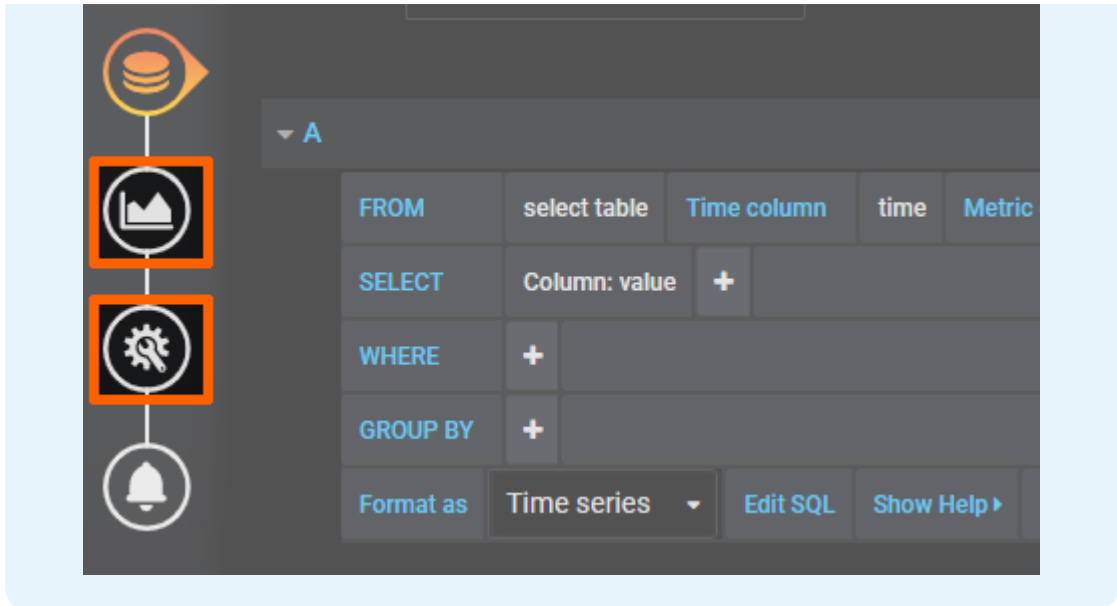 A
FROM select table Time column time Metric
SELECT Column: value +
WHERE +
GROUP BY +
Format as Time series Edit SQL Show Help